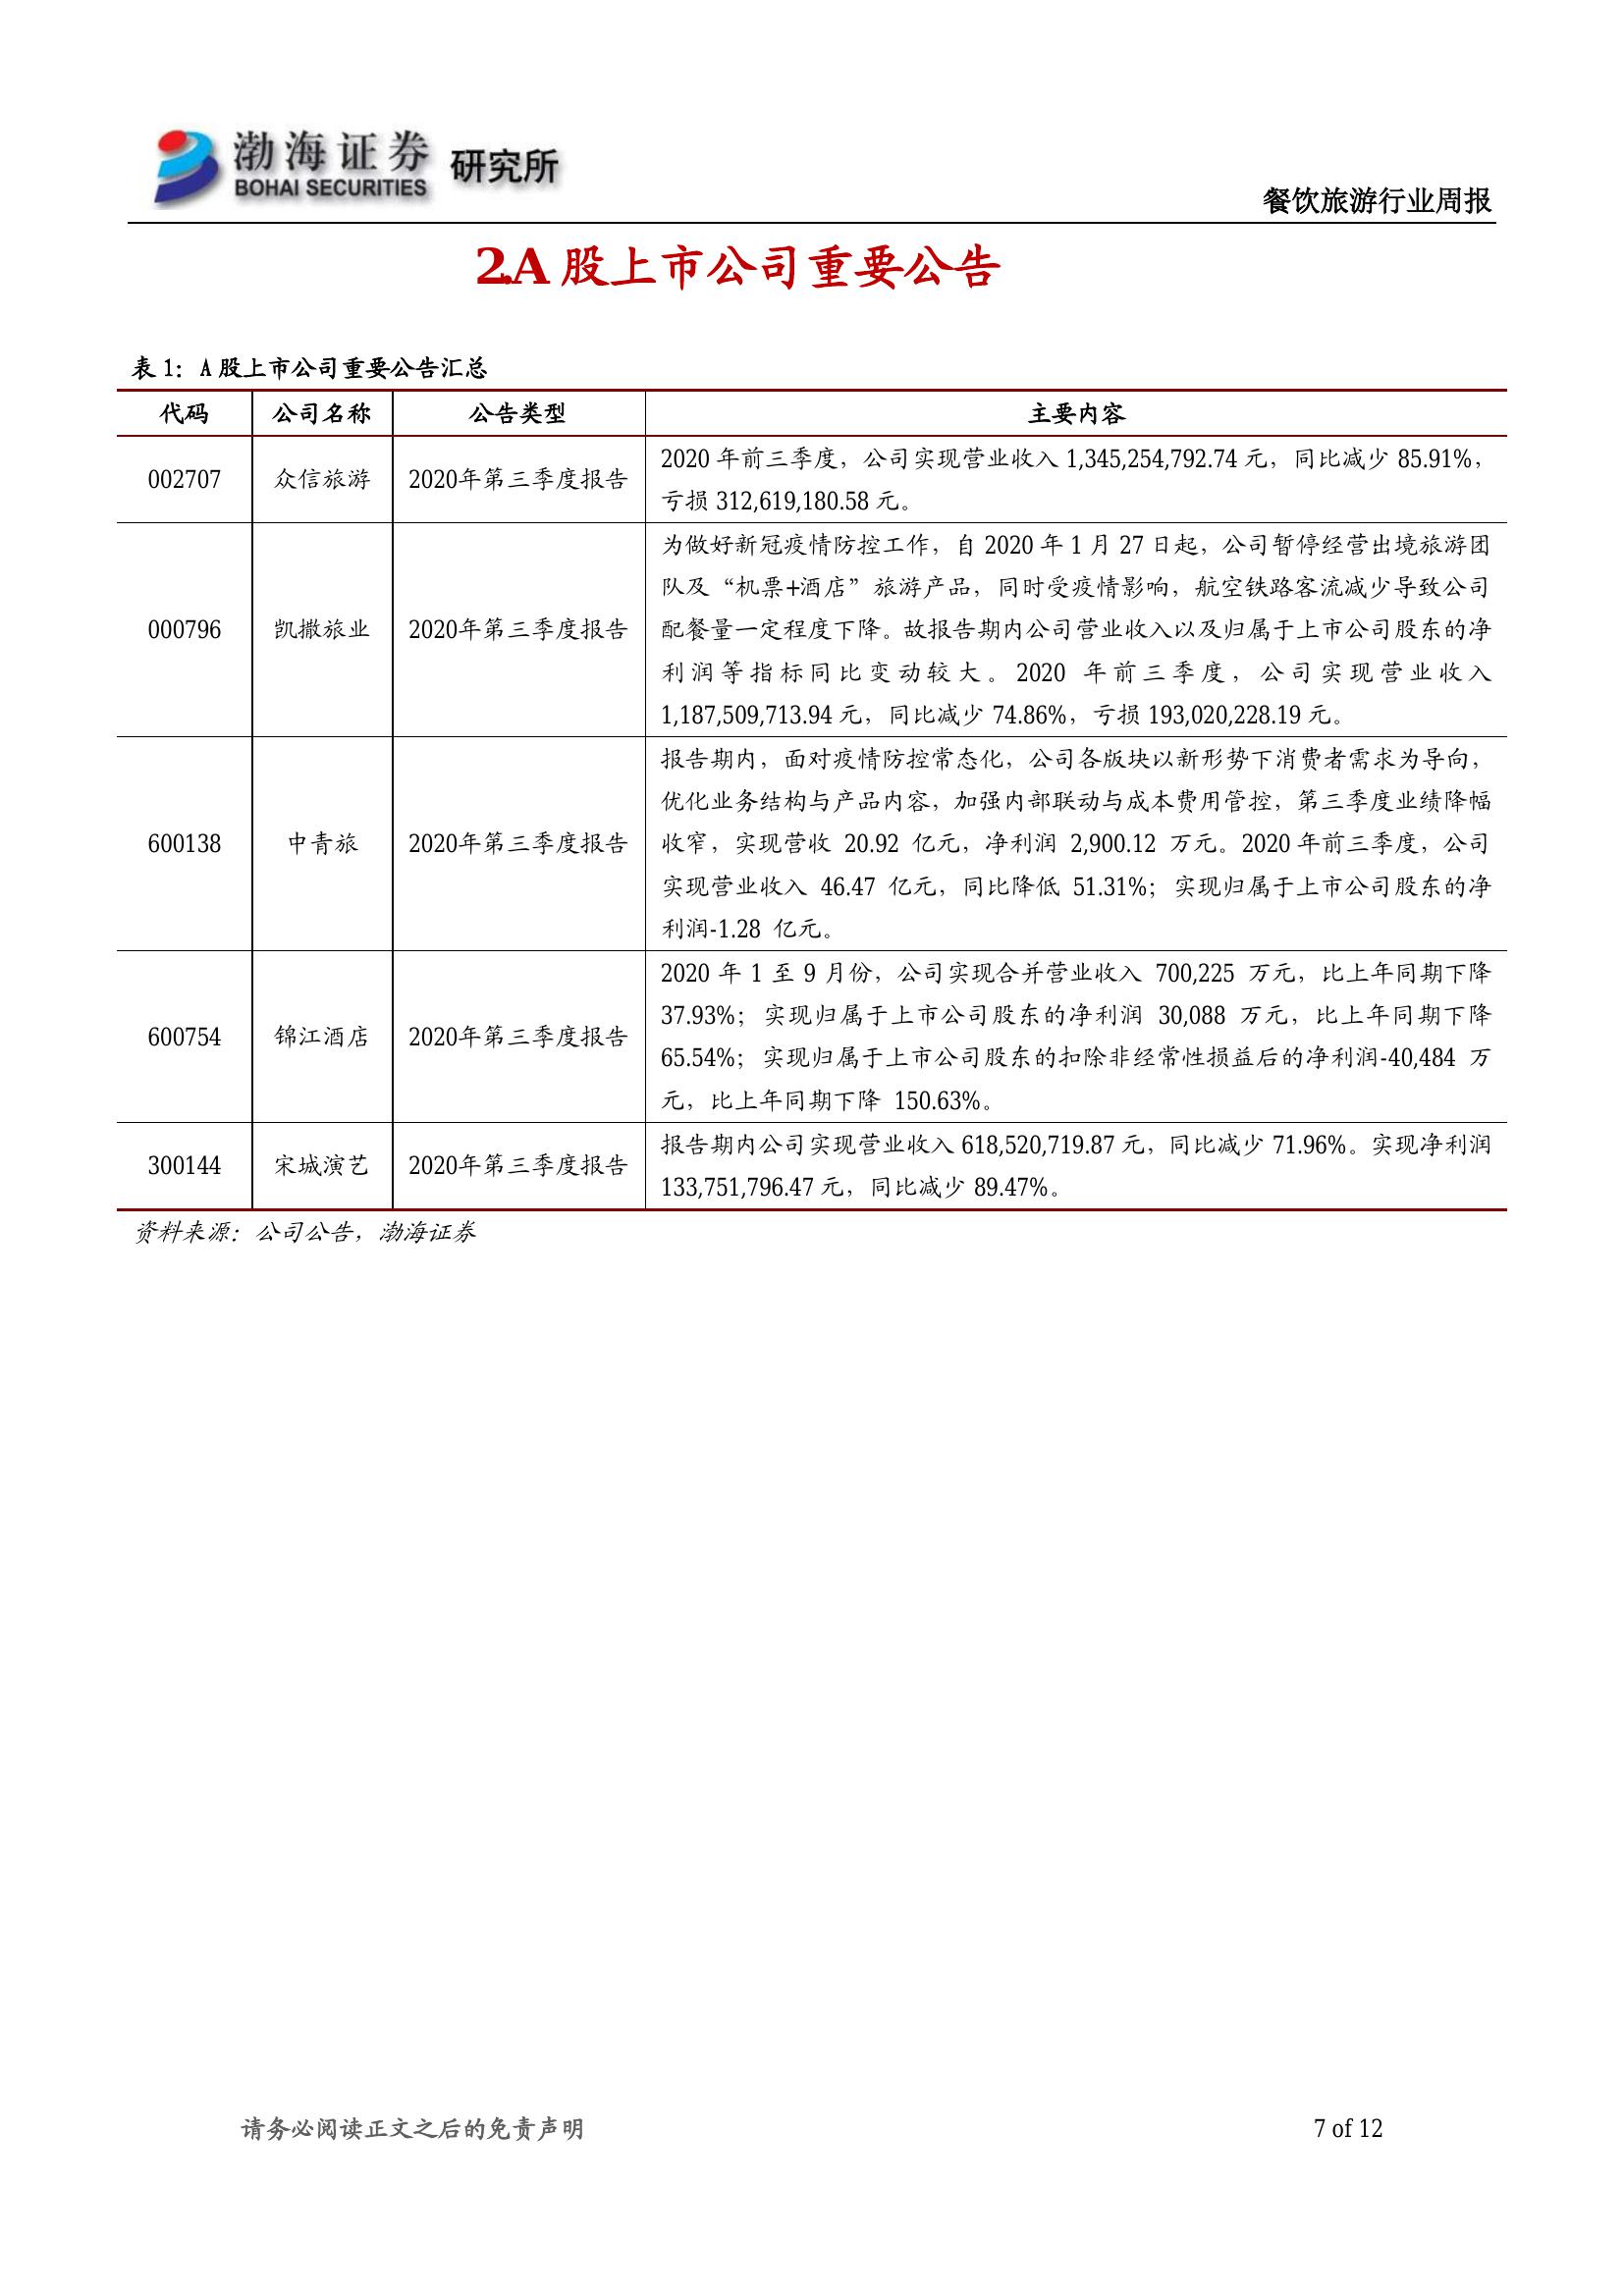 渤海证券 研究所
BOHAI SECURITIES
餐饮旅游行业周报
2.A 股上市公司重要公告
表 1：A 股上市公司重要公告汇总
代码 公司名称 公告类型 主要内容
002707 众信旅游 2020年第三季度报告
2020 年前三季度，公司实现营业收入 1,345,254,792.74 元，同比减少 85.91%，
亏损 312,619,180.58 元。
000796 凯撒旅业 2020年第三季度报告
为做好新冠疫情防控工作，自 2020 年 1 月 27 日起，公司暂停经营出境旅游团
队及“机票+酒店”旅游产品，同时受疫情影响，航空铁路客流减少导致公司
配餐量一定程度下降。故报告期内公司营业收入以及归属于上市公司股东的净
利润等指标同比变动较大。2020 年前三季度，公司实现营业收入
1,187,509,713.94 元，同比减少 74.86%，亏损 193,020,228.19 元。
600138 中青旅 2020年第三季度报告
报告期内，面对疫情防控常态化，公司各版块以新形势下消费者需求为导向，
优化业务结构与产品内容，加强内部联动与成本费用管控，第三季度业绩降幅
收窄，实现营收 20.92 亿元，净利润 2,900.12 万元。2020 年前三季度，公司
实现营业收入 46.47 亿元，同比降低 51.31%；实现归属于上市公司股东的净
利润-1.28 亿元。
600754 锦江酒店 2020年第三季度报告
2020 年 1 至 9 月份，公司实现合并营业收入 700,225 万元，比上年同期下降
37.93%；实现归属于上市公司股东的净利润 30,088 万元，比上年同期下降
65.54%；实现归属于上市公司股东的扣除非经常性损益后的净利润-40,484 万
元，比上年同期下降 150.63%。
300144 宋城演艺 2020年第三季度报告
报告期内公司实现营业收入 618,520,719.87 元，同比减少 71.96%。实现净利润
133,751,796.47 元，同比减少 89.47%。
资料来源：公司公告，渤海证券
请务必阅读正文之后的免责声明
7 of 12